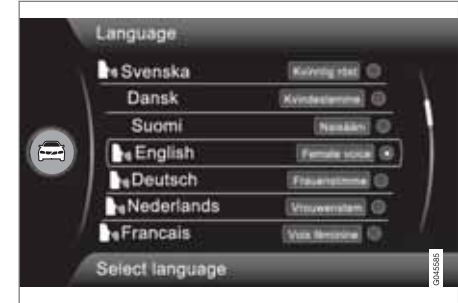 Language
Svenska Kvinnlig röst
Dansk Kvindestemme
Suomi Naisääni
English Female voice
Deutsch Frauenstimme
Nederlands Vrouwenstem
Francais Voix féminine
Select language
G045585